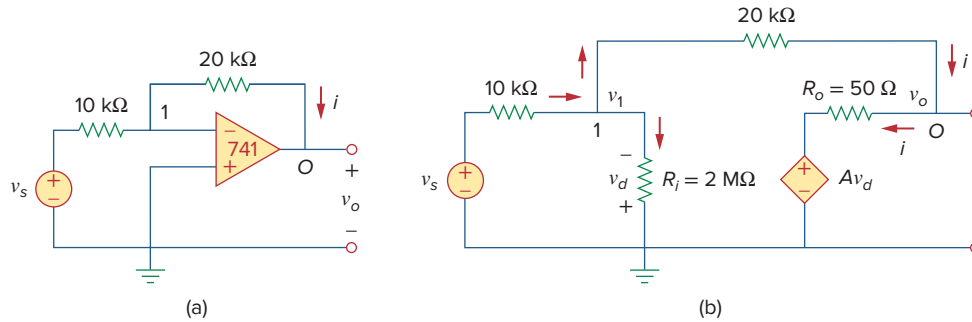 20 kΩ
i
10 kΩ
1
−
741
+
O
+
−
v_s
+
v_o
−
(a)
20 kΩ
i
10 kΩ
v_1
1
R_o = 50 Ω
v_o
O
i
+
−
v_s
−
v_d
+
R_i = 2 MΩ
+
−
Av_d
(b)